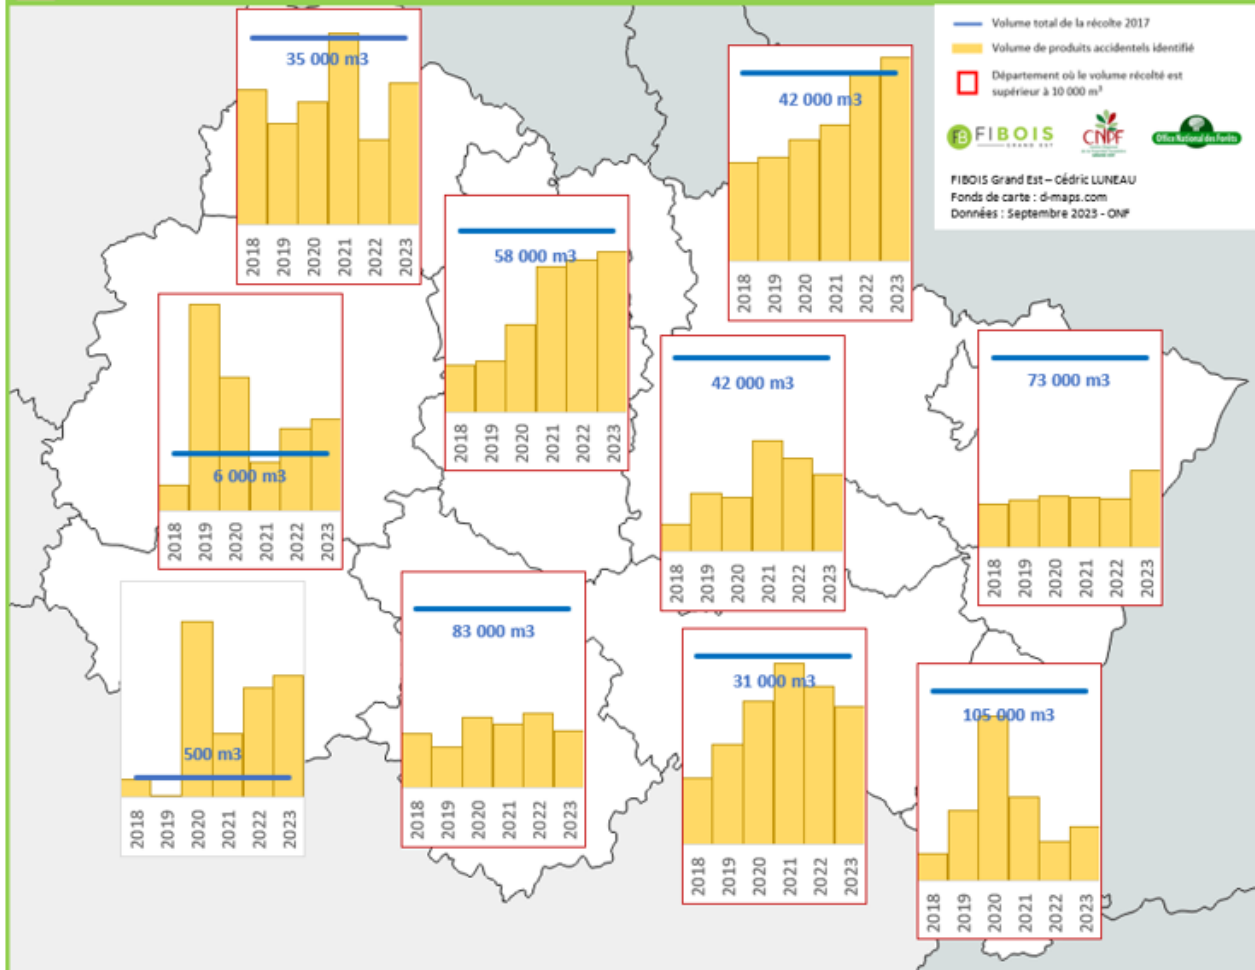 Volume total de la récolte 2017
Volume de produits accidentels identifié
Département où le volume récolté est
supérieur à 10 000 m³
FIBOIS
GRAND EST
CNPF
Office National des Forêts
FIBOIS Grand Est – Cédric LUNEAU
Fonds de carte : d-maps.com
Données : Septembre 2023 - ONF
35 000 m3
2018 2019 2020 2021 2022 2023
42 000 m3
2018 2019 2020 2021 2022 2023
58 000 m3
2018 2019 2020 2021 2022 2023
6 000 m3
2018 2019 2020 2021 2022 2023
42 000 m3
2018 2019 2020 2021 2022 2023
73 000 m3
2018 2019 2020 2021 2022 2023
500 m3
2018 2019 2020 2021 2022 2023
83 000 m3
2018 2019 2020 2021 2022 2023
31 000 m3
2018 2019 2020 2021 2022 2023
105 000 m3
2018 2019 2020 2021 2022 2023